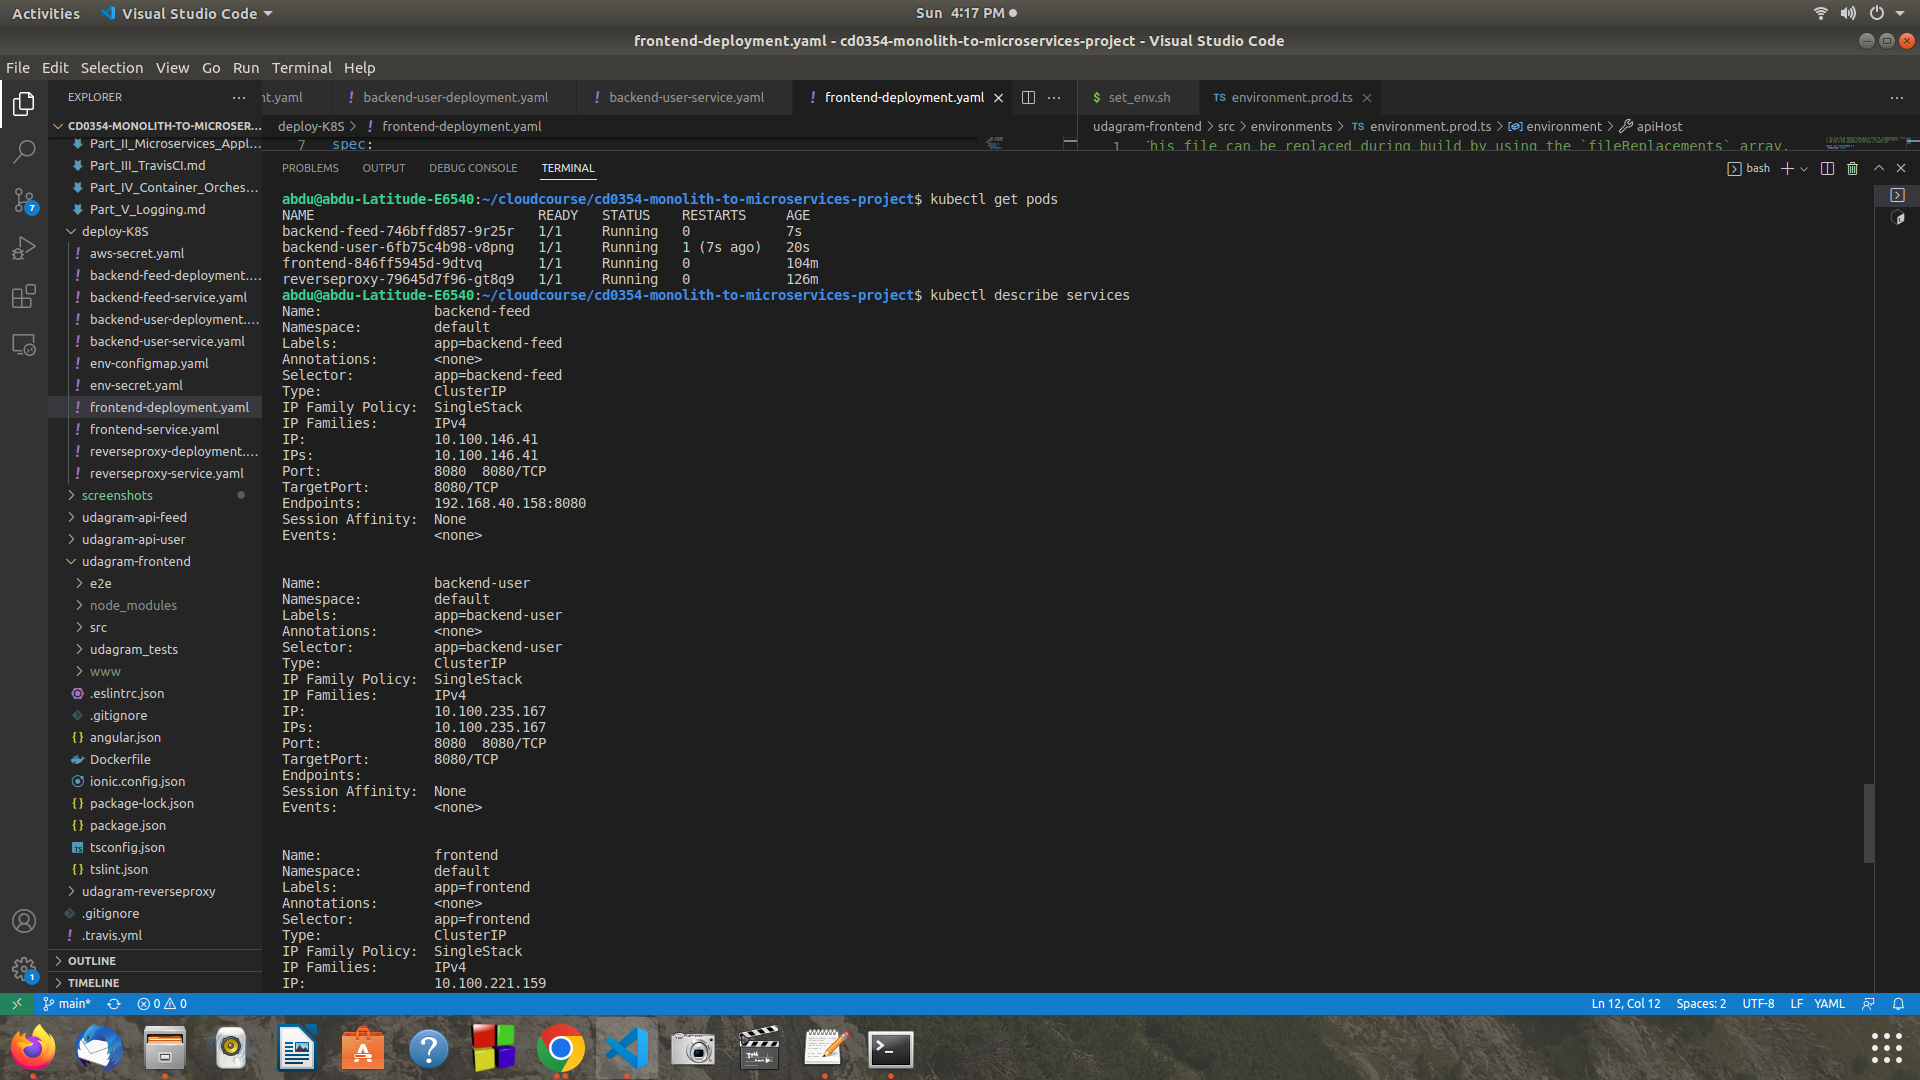 Activities
Visual Studio Code
Sun 4:17 PM
frontend-deployment.yaml - cd0354-monolith-to-microservices-project - Visual Studio Code
File Edit Selection View Go Run Terminal Help
EXPLORER
CD0354-MONOLITH-TO-MICROSER...
Part_II_Microservices_Appl...
Part_III_TravisCI.md
Part_IV_Container_Orches...
Part_V_Logging.md
deploy-K8S
aws-secret.yaml
backend-feed-deployment....
backend-feed-service.yaml
backend-user-deployment....
backend-user-service.yaml
env-configmap.yaml
env-secret.yaml
frontend-deployment.yaml
frontend-service.yaml
reverseproxy-deployment....
reverseproxy-service.yaml
screenshots
udagram-api-feed
udagram-api-user
udagram-frontend
e2e
node_modules
src
udagram_tests
www
.eslintrc.json
.gitignore
angular.json
Dockerfile
ionic.config.json
package-lock.json
package.json
tsconfig.json
tslint.json
udagram-reverseproxy
.gitignore
.travis.yml
OUTLINE
TIMELINE
7
1
nt.yaml
! backend-user-deployment.yaml
! backend-user-service.yaml
! frontend-deployment.yaml
$ set_env.sh
TS environment.prod.ts
deploy-K8S > ! frontend-deployment.yaml
udagram-frontend > src > environments > TS environment.prod.ts > environment > apiHost
7 spec:
1 his file can be replaced during build by using the `fileReplacements` array.
PROBLEMS OUTPUT DEBUG CONSOLE TERMINAL
bash
abdu@abdu-Latitude-E6540:~/cloudcourse/cd0354-monolith-to-microservices-project$ kubectl get pods
NAME READY STATUS RESTARTS AGE
backend-feed-746bffd857-9r25r 1/1 Running 0 7s
backend-user-6fb75c4b98-v8png 1/1 Running 1 (7s ago) 20s
frontend-846ff5945d-9dtvq 1/1 Running 0 104m
reverseproxy-79645d7f96-gt8q9 1/1 Running 0 126m
abdu@abdu-Latitude-E6540:~/cloudcourse/cd0354-monolith-to-microservices-project$ kubectl describe services
Name: backend-feed
Namespace: default
Labels: app=backend-feed
Annotations: <none>
Selector: app=backend-feed
Type: ClusterIP
IP Family Policy: SingleStack
IP Families: IPv4
IP: 10.100.146.41
IPs: 10.100.146.41
Port: 8080 8080/TCP
TargetPort: 8080/TCP
Endpoints: 192.168.40.158:8080
Session Affinity: None
Events: <none>
Name: backend-user
Namespace: default
Labels: app=backend-user
Annotations: <none>
Selector: app=backend-user
Type: ClusterIP
IP Family Policy: SingleStack
IP Families: IPv4
IP: 10.100.235.167
IPs: 10.100.235.167
Port: 8080 8080/TCP
TargetPort: 8080/TCP
Endpoints:
Session Affinity: None
Events: <none>
Name: frontend
Namespace: default
Labels: app=frontend
Annotations: <none>
Selector: app=frontend
Type: ClusterIP
IP Family Policy: SingleStack
IP Families: IPv4
IP: 10.100.221.159
main* 0 0
Ln 12, Col 12 Spaces: 2 UTF-8 LF YAML